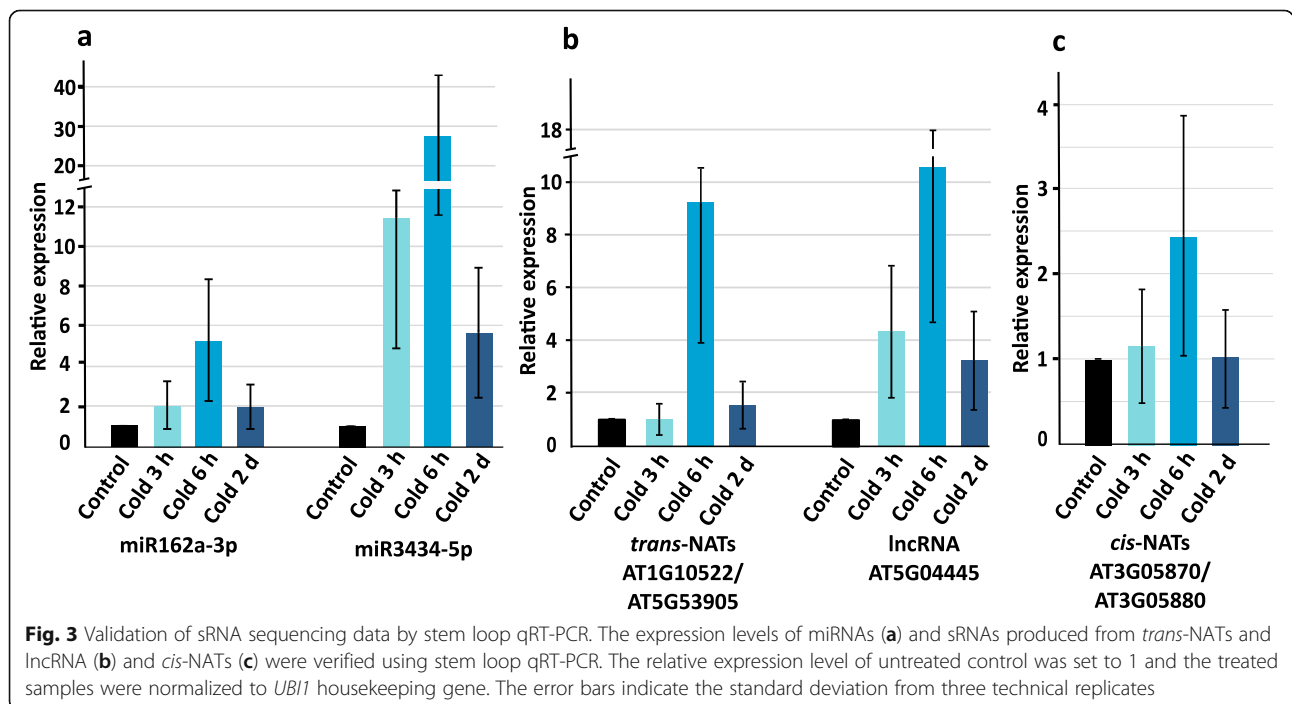 a
Relative expression
40
30
20
12
10
8
6
4
2
0
Control
Cold 3 h
Cold 6 h
Cold 2 d
miR162a-3p
Control
Cold 3 h
Cold 6 h
Cold 2 d
miR3434-5p
b
Relative expression
18
10
8
6
4
2
0
Control
Cold 3 h
Cold 6 h
Cold 2 d
trans-NATs
AT1G10522/
AT5G53905
Control
Cold 3 h
Cold 6 h
Cold 2 d
lncRNA
AT5G04445
c
Relative expression
4
3
2
1
0
Control
Cold 3 h
Cold 6 h
Cold 2 d
cis-NATs
AT3G05870/
AT3G05880
Fig. 3 Validation of sRNA sequencing data by stem loop qRT-PCR. The expression levels of miRNAs (a) and sRNAs produced from trans-NATs and
lncRNA (b) and cis-NATs (c) were verified using stem loop qRT-PCR. The relative expression level of untreated control was set to 1 and the treated
samples were normalized to UBI1 housekeeping gene. The error bars indicate the standard deviation from three technical replicates